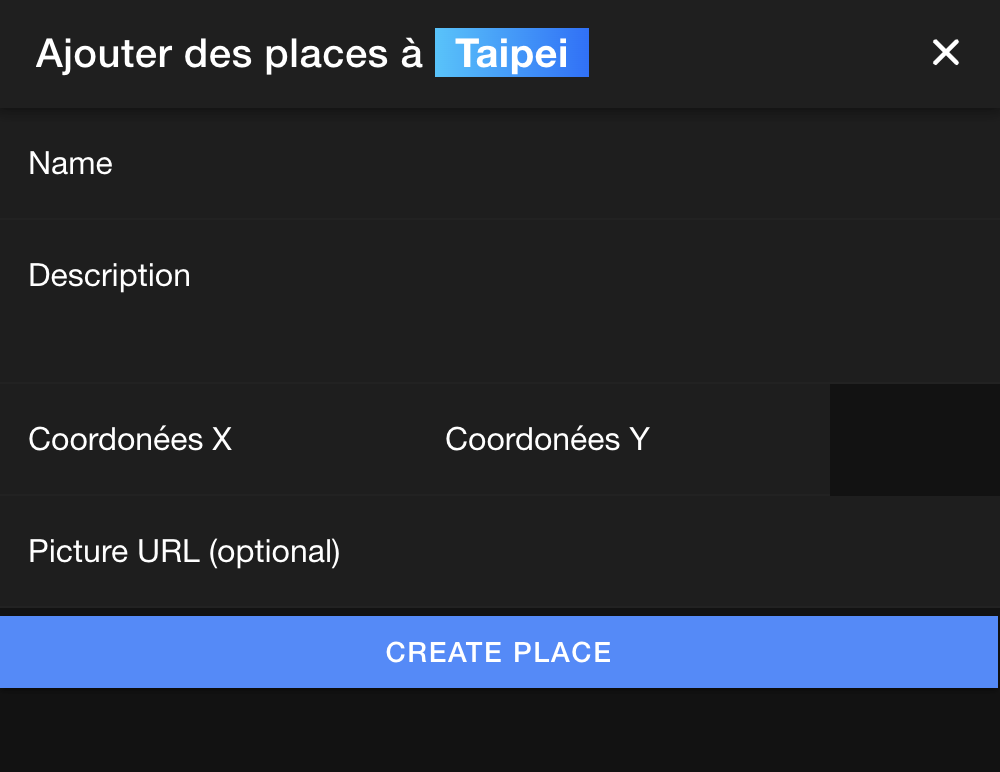 Ajouter des places à Taipei
Name
Description
Coordonées X Coordonées Y
Picture URL (optional)
CREATE PLACE